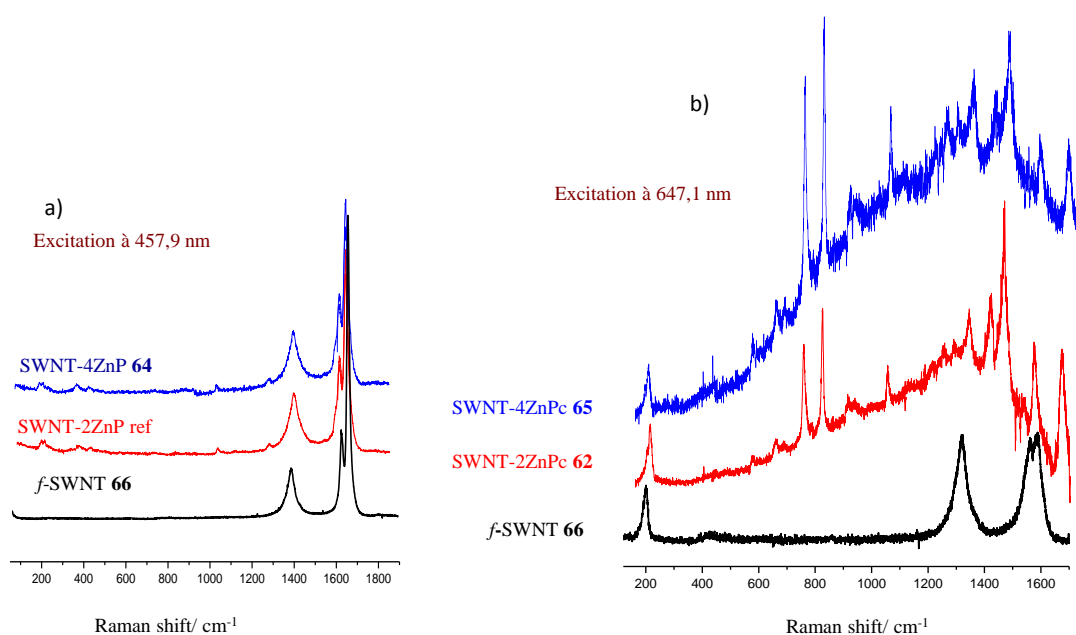 a)
Excitation à 457,9 nm
SWNT-4ZnP 64
SWNT-2ZnP ref
f-SWNT 66
200 400 600 800 1000 1200 1400 1600 1800
Raman shift/ cm-1
b)
Excitation à 647,1 nm
SWNT-4ZnPc 65
SWNT-2ZnPc 62
f-SWNT 66
200 400 600 800 1000 1200 1400 1600
Raman shift/ cm-1